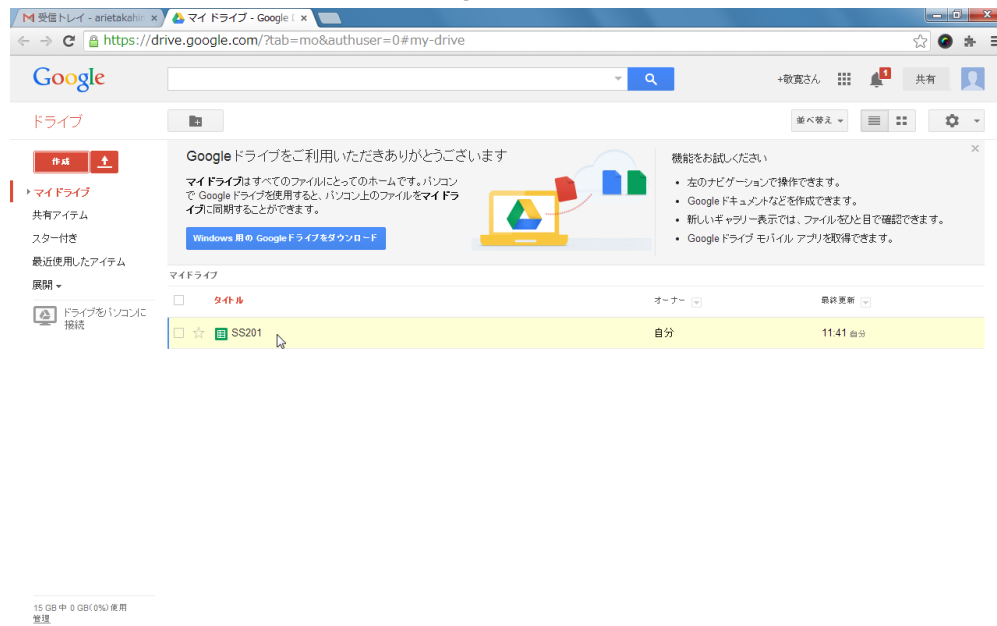 受信トレイ - arietakahi
マイ ドライブ - Google
https://drive.google.com/?tab=mo&authuser=0#my-drive
Google
+敬寛さん
1
共有
ドライブ
並べ替え
作成
マイドライブ
共有アイテム
スター付き
最近使用したアイテム
展開
ドライブをパソコンに
接続
Googleドライブをご利用いただきありがとうございます
マイドライブはすべてのファイルにとってのホームです。パソコン
で Googleドライブを使用すると、パソコン上のファイルをマイドラ
イブに同期することができます。
Windows 用の Googleドライブをダウンロード
機能をお試しください
• 左のナビゲーションで操作できます。
• Googleドキュメントなどを作成できます。
• 新しいギャラリー表示では、ファイルをひと目で確認できます。
• Googleドライブ モバイル アプリを取得できます。
マイドライブ
タイトル オーナー 最終更新
SS201 自分 11:41 自分
15 GB 中 0 GB(0%)使用
管理